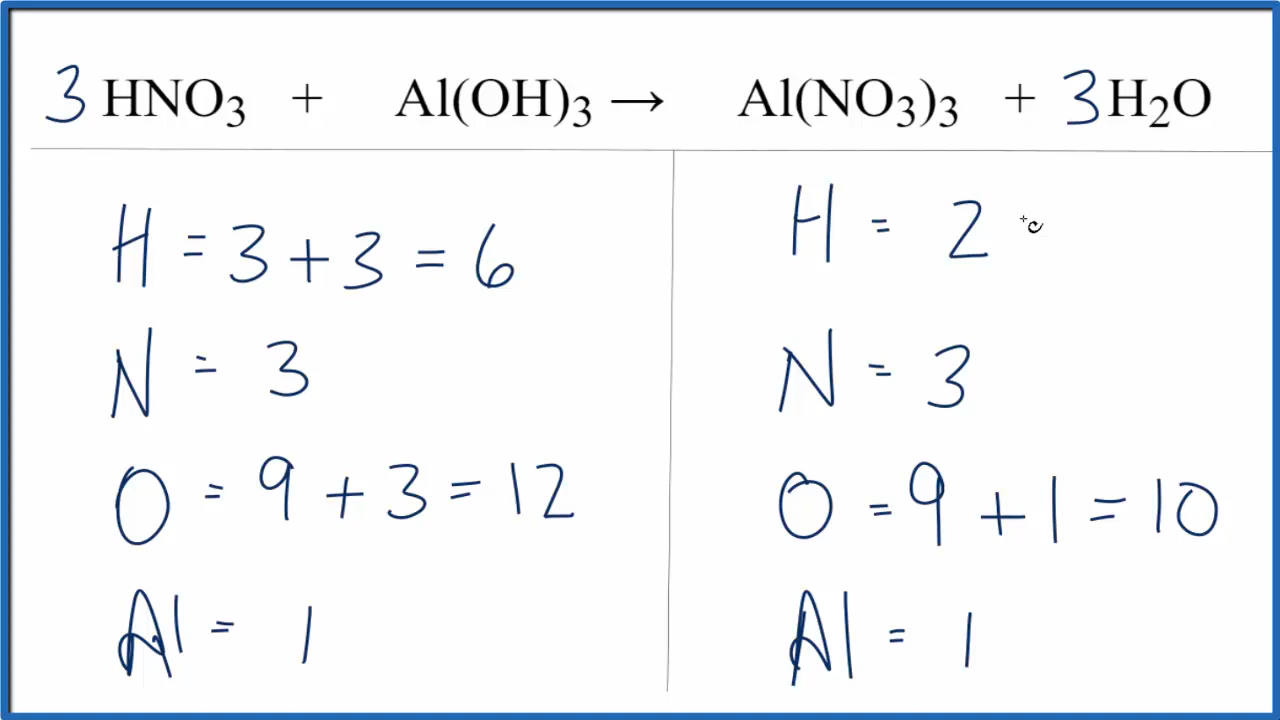 3 HNO₃ + Al(OH)₃ → Al(NO₃)₃ + 3 H₂O
H = 3 + 3 = 6
N = 3
O = 9 + 3 = 12
Al = 1
H = 2
N = 3
O = 9 + 1 = 10
Al = 1